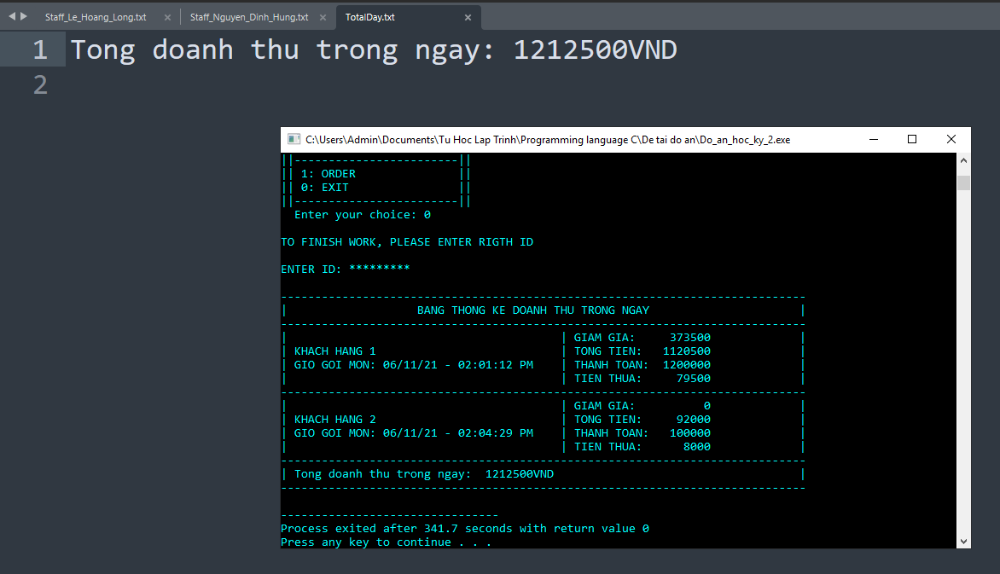 Staff_Le_Hoang_Long.txt Staff_Nguyen_Dinh_Hung.txt TotalDay.txt
1 Tong doanh thu trong ngay: 1212500VND
2
C:\Users\Admin\Documents\Tu Hoc Lap Trinh\Programming language C\De tai do an\Do_an_hoc_ky_2.exe
||------------------------||
|| 1: ORDER ||
|| 0: EXIT ||
||------------------------||
Enter your choice: 0
TO FINISH WORK, PLEASE ENTER RIGTH ID
ENTER ID: *********
-----------------------------------------------------------------------------
| BANG THONG KE DOANH THU TRONG NGAY |
-----------------------------------------------------------------------------
| | GIAM GIA: 373500 |
| KHACH HANG 1 | TONG TIEN: 1120500 |
| GIO GOI MON: 06/11/21 - 02:01:12 PM | THANH TOAN: 1200000 |
| | TIEN THUA: 79500 |
-----------------------------------------------------------------------------
| | GIAM GIA: 0 |
| KHACH HANG 2 | TONG TIEN: 92000 |
| GIO GOI MON: 06/11/21 - 02:04:29 PM | THANH TOAN: 100000 |
| | TIEN THUA: 8000 |
-----------------------------------------------------------------------------
| Tong doanh thu trong ngay: 1212500VND |
-----------------------------------------------------------------------------
--------------------------------
Process exited after 341.7 seconds with return value 0
Press any key to continue . . .